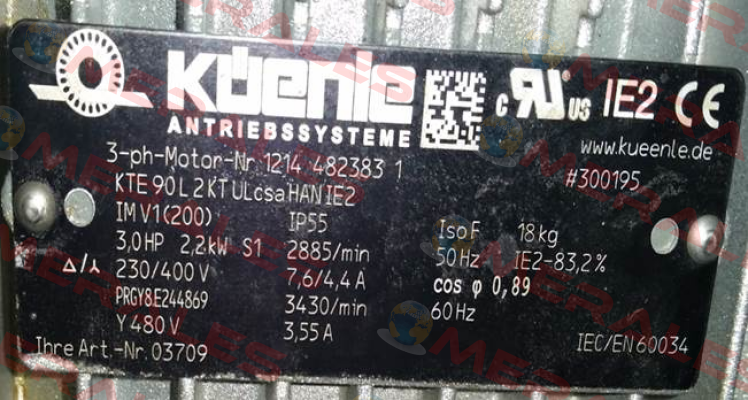 KÜENLE
ANTRIEBSSYSTEME
c RU US IE2 CE
www.kueenle.de
3-ph-Motor-Nr. 1214 482383 1
#300195
KTE 90 L 2 KT ULcsa HAN IE2
IM V1(200) IP55 Iso F 18 kg
3,0HP 2,2kW S1 2885/min 50 Hz IE2-83,2%
Δ/⅄ 230/400 V 7,6/4,4 A cos φ 0,89
PRGY8E244869 3430/min 60 Hz
Y 480 V 3,55 A
Ihre Art.-Nr. 03709 IEC/EN 60034
MERALES